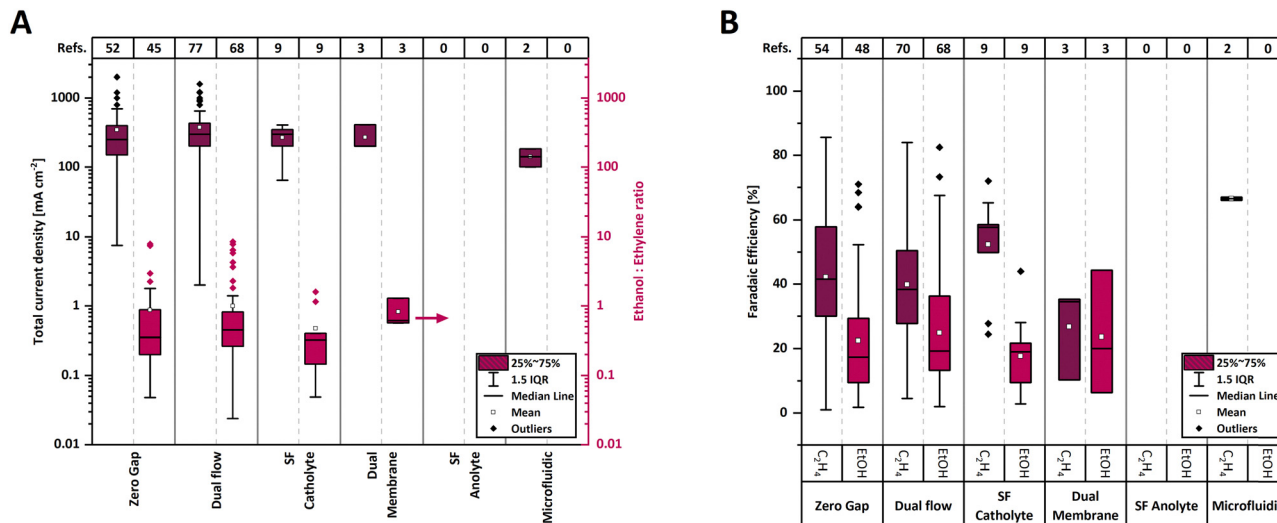 A
Refs. 52 45 77 68 9 9 3 3 0 0 2 0
1000
100
10
1
0.1
0.01
Total current density [mA cm⁻²]
1000
100
10
1
0.1
0.01
Ethanol : Ethylene ratio
25%~75%
1.5 IQR
Median Line
Mean
Outliers
Zero Gap
Dual flow
SF
Catholyte
Dual
Membrane
SF
Anolyte
Microfluidic
B
Refs. 54 48 70 68 9 9 3 3 0 0 2 0
100
80
60
40
20
0
Faradaic Efficiency [%]
25%~75%
1.5 IQR
Median Line
Mean
Outliers
C₂H₄ EtOH C₂H₄ EtOH C₂H₄ EtOH C₂H₄ EtOH C₂H₄ EtOH C₂H₄ EtOH
Zero Gap Dual flow SF Dual SF Anolyte Microfluidi
Catholyte Membrane